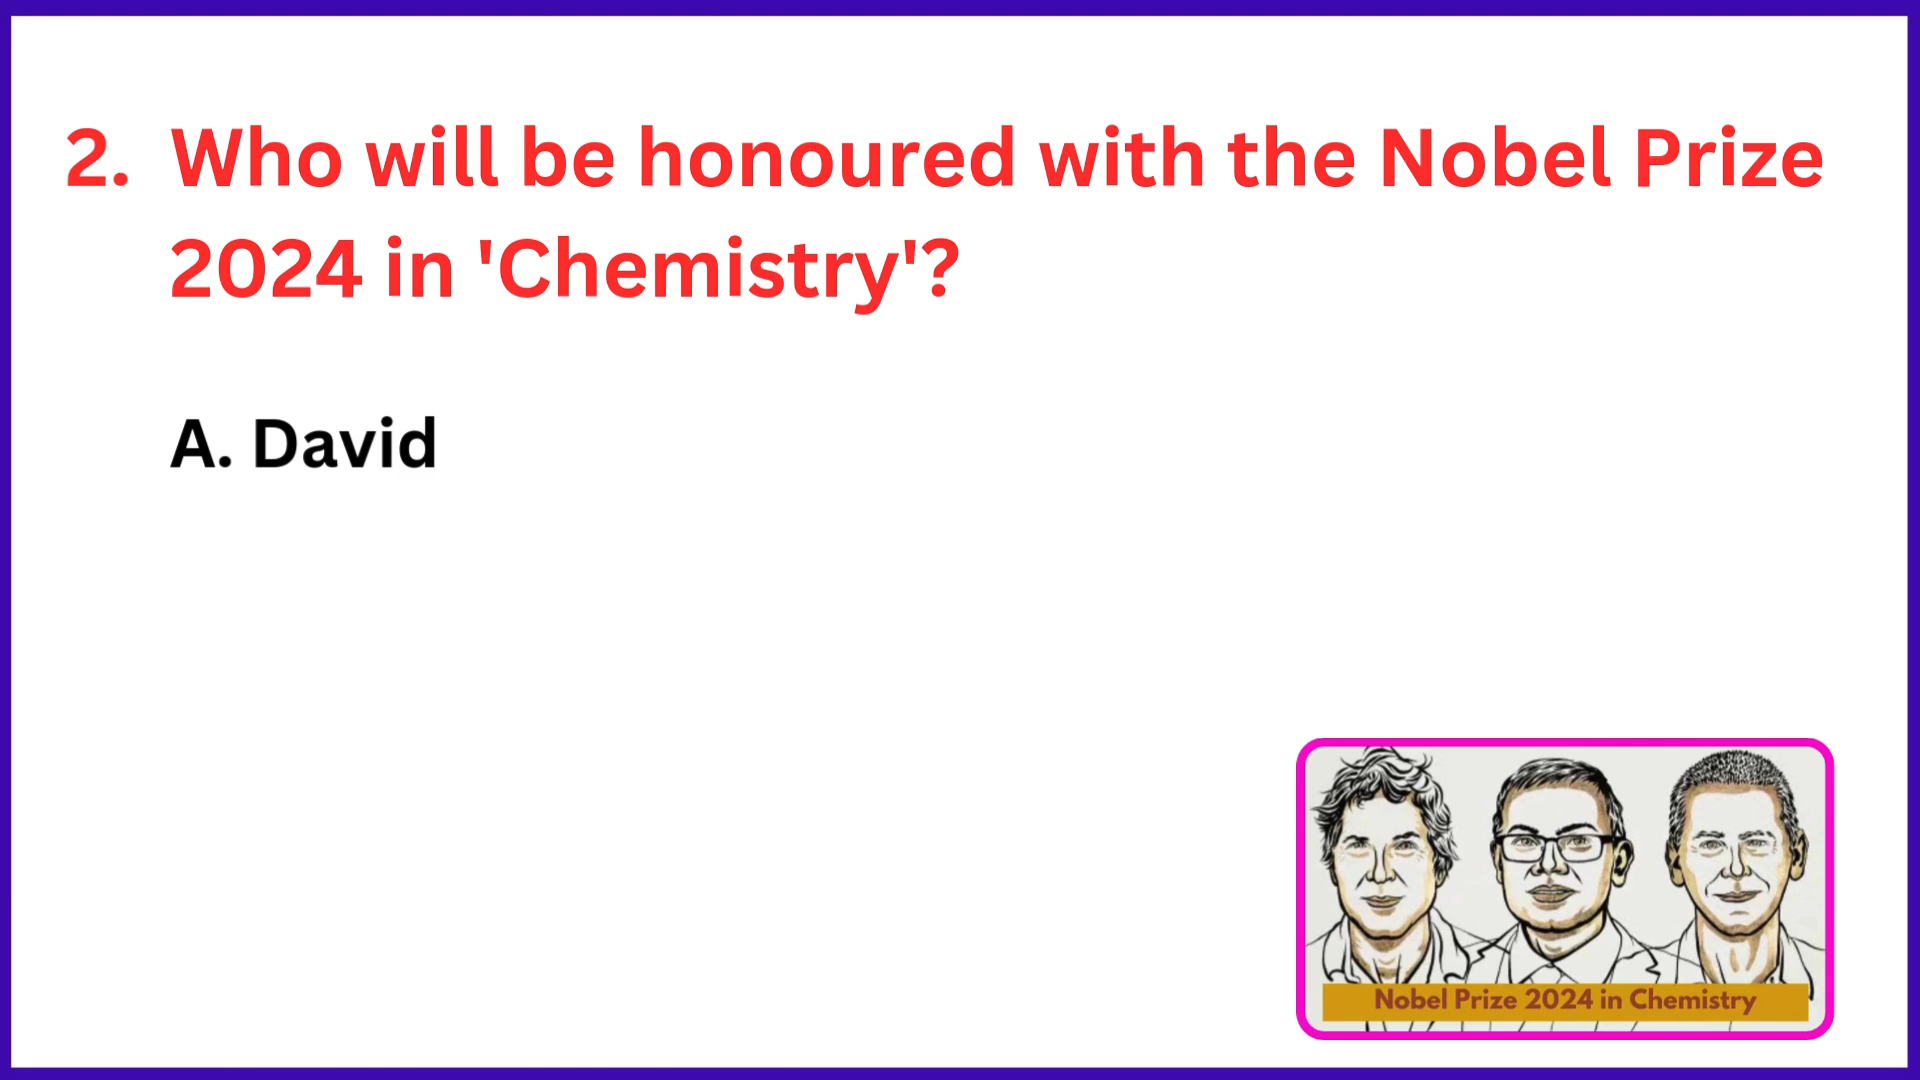 2. Who will be honoured with the Nobel Prize
2024 in 'Chemistry'?
A. David
Nobel Prize 2024 in Chemistry